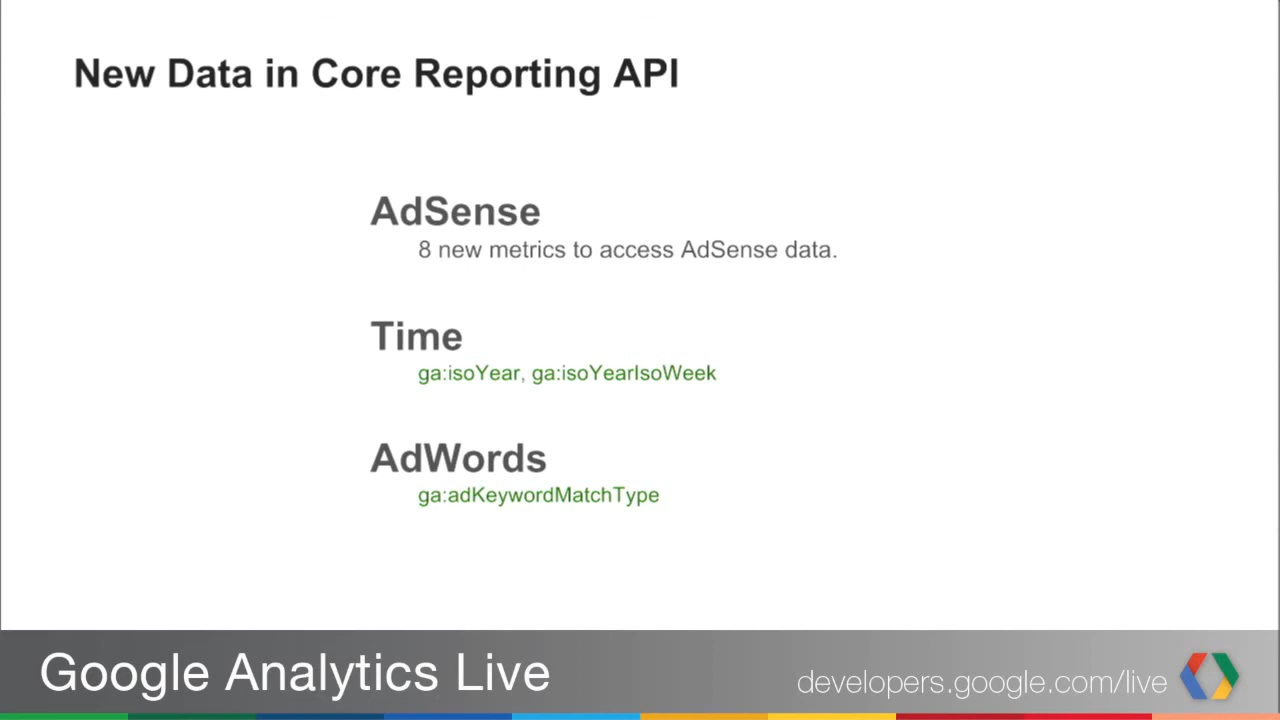 New Data in Core Reporting API
AdSense
8 new metrics to access AdSense data.
Time
ga:isoYear, ga:isoYearIsoWeek
AdWords
ga:adKeywordMatchType
Google Analytics Live
developers.google.com/live